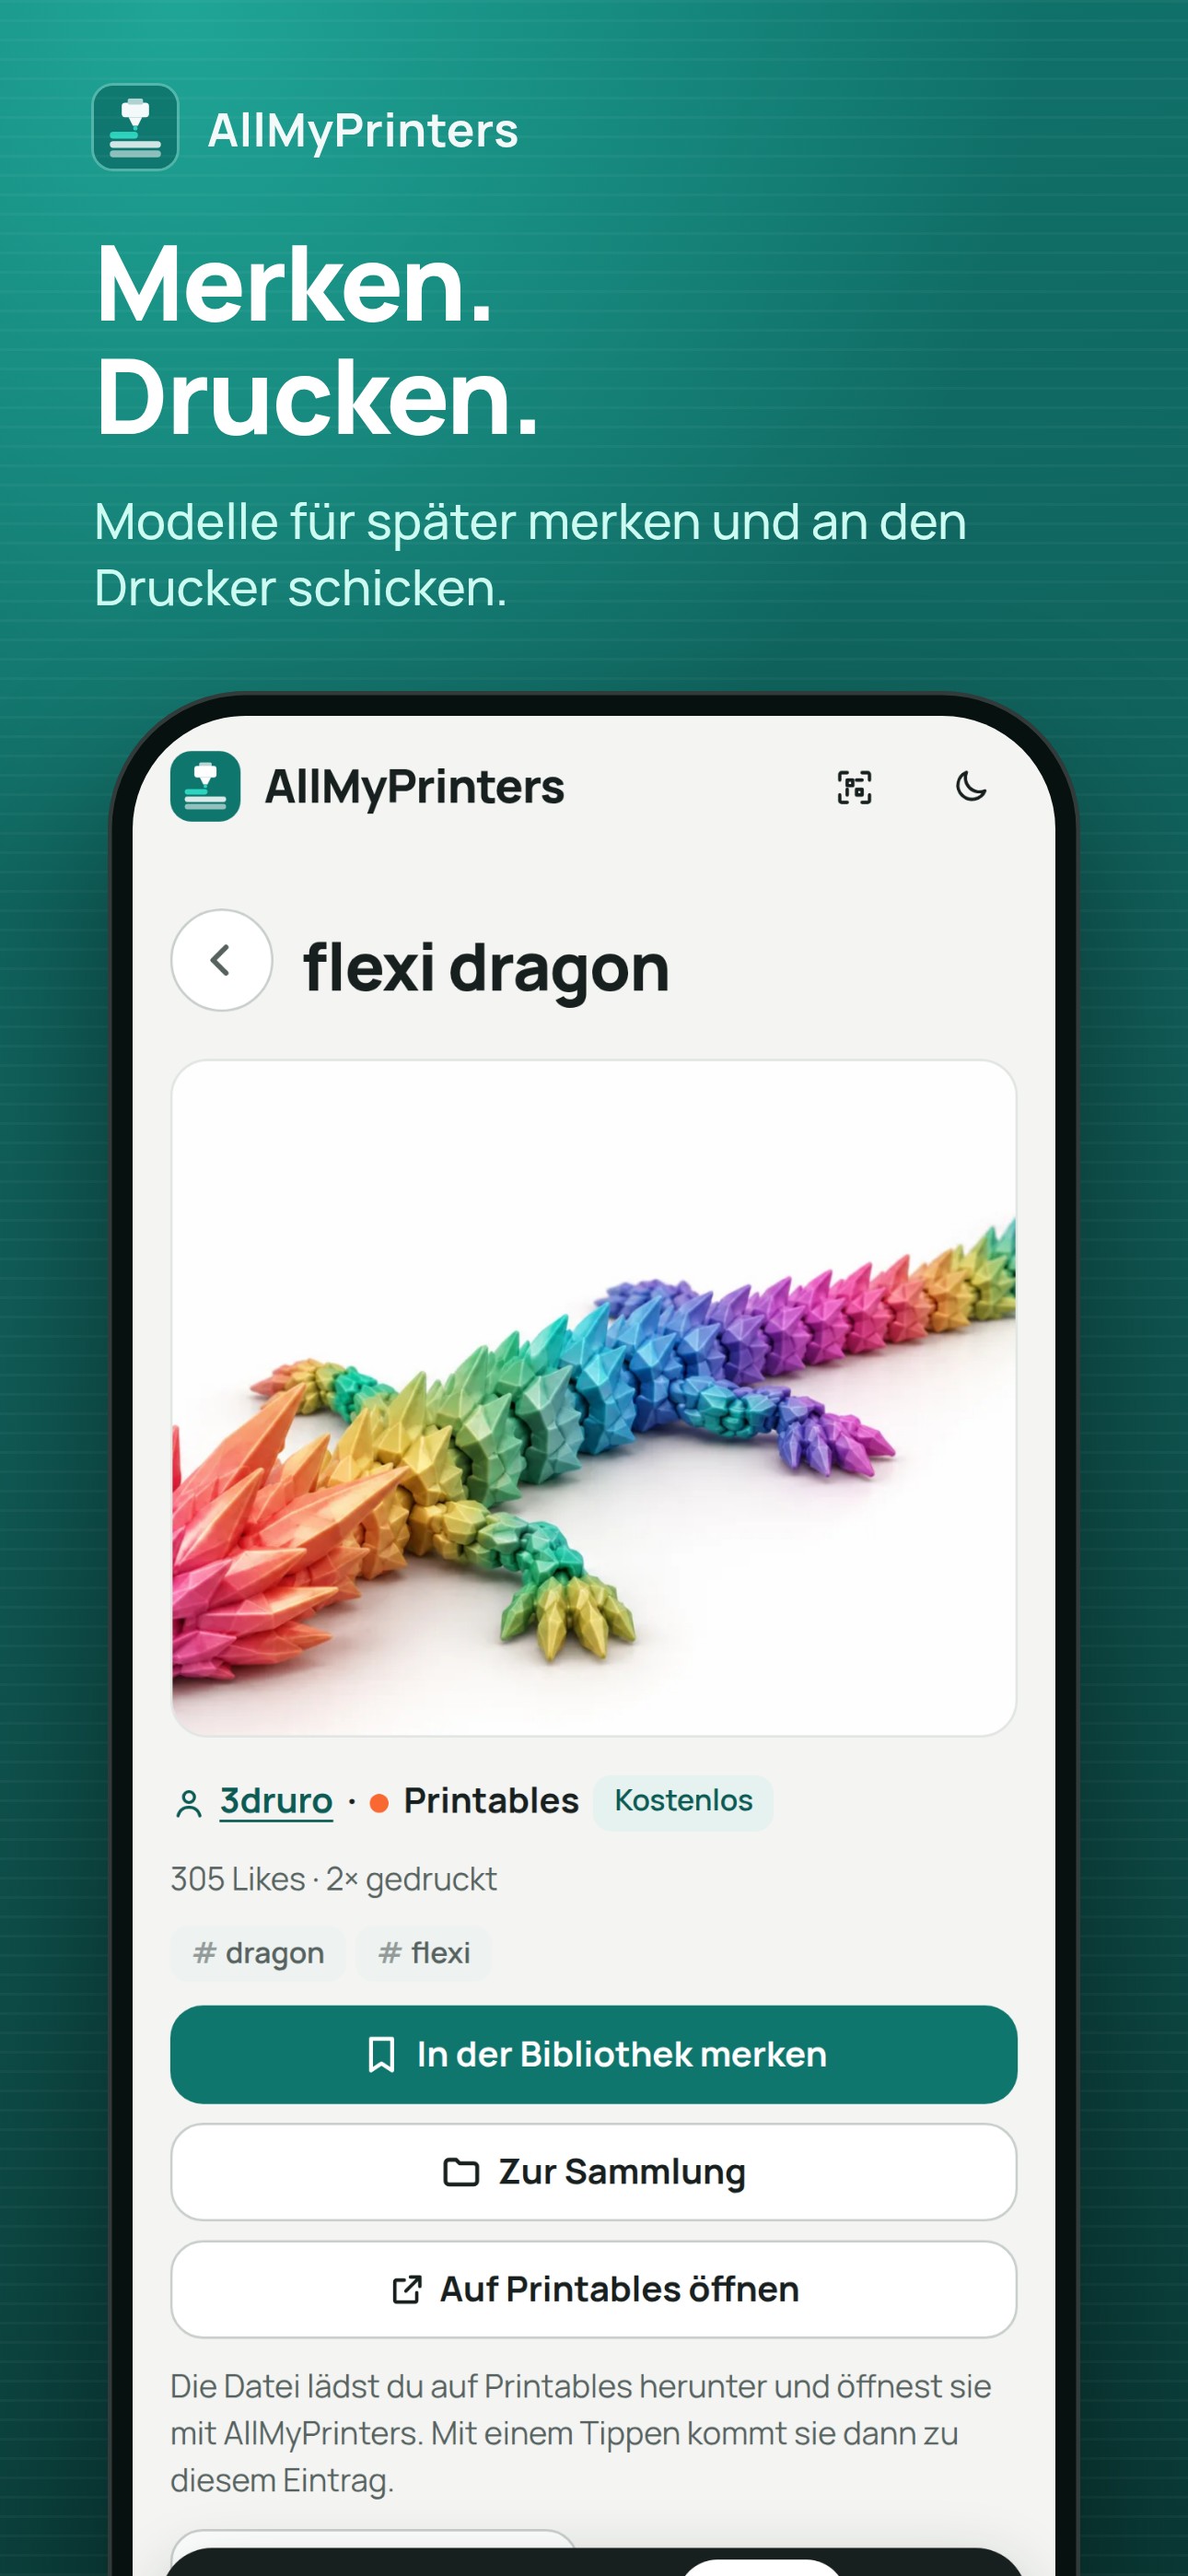 AllMyPrinters
Merken.
Drucken.
Modelle für später merken und an den
Drucker schicken.
AllMyPrinters
flexi dragon
3druro · Printables Kostenlos
305 Likes · 2× gedruckt
# dragon # flexi
In der Bibliothek merken
Zur Sammlung
Auf Printables öffnen
Die Datei lädst du auf Printables herunter und öffnest sie
mit AllMyPrinters. Mit einem Tippen kommt sie dann zu
diesem Eintrag.